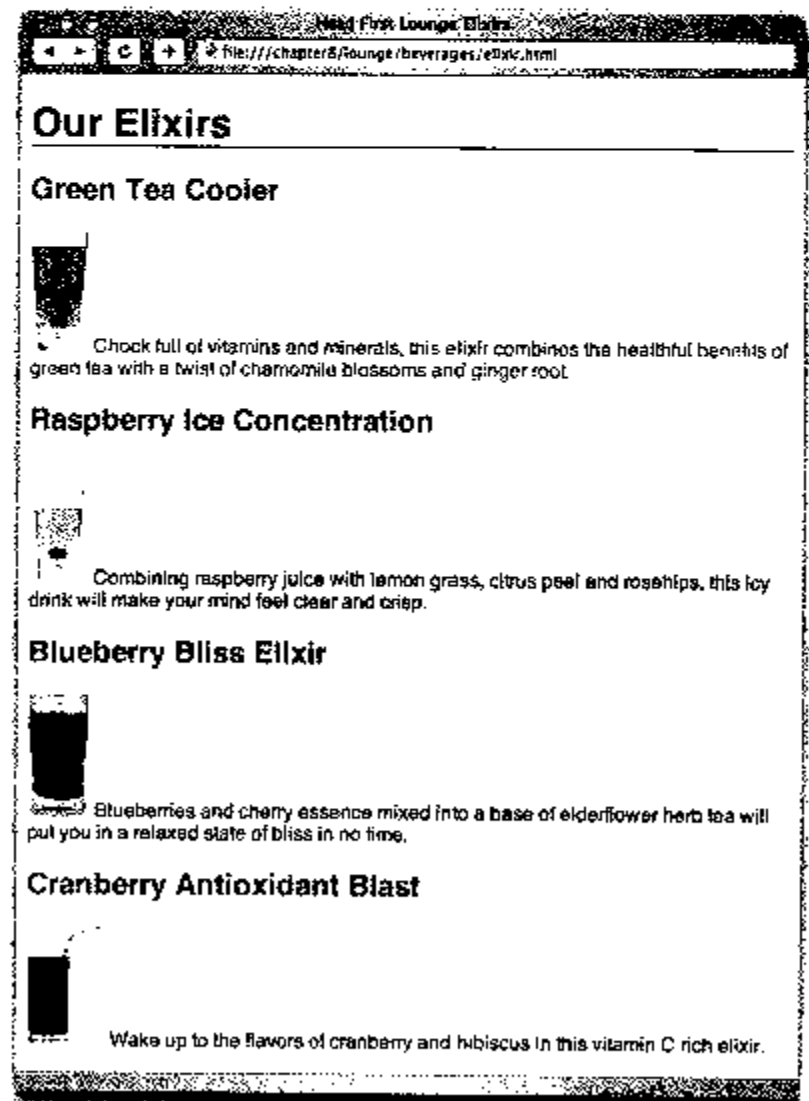 Head First Lounge Elixirs
file:///chapter8/lounge/beverages/elixir.html
Our Elixirs
Green Tea Cooler
Chock full of vitamins and minerals, this elixir combines the healthful benefits of
green tea with a twist of chamomile blossoms and ginger root.
Raspberry Ice Concentration
Combining raspberry juice with lemon grass, citrus peel and rosehips, this icy
drink will make your mind feel clear and crisp.
Blueberry Bliss Elixir
Blueberries and cherry essence mixed into a base of elderflower herb tea will
put you in a relaxed state of bliss in no time.
Cranberry Antioxidant Blast
Wake up to the flavors of cranberry and hibiscus in this vitamin C rich elixir.